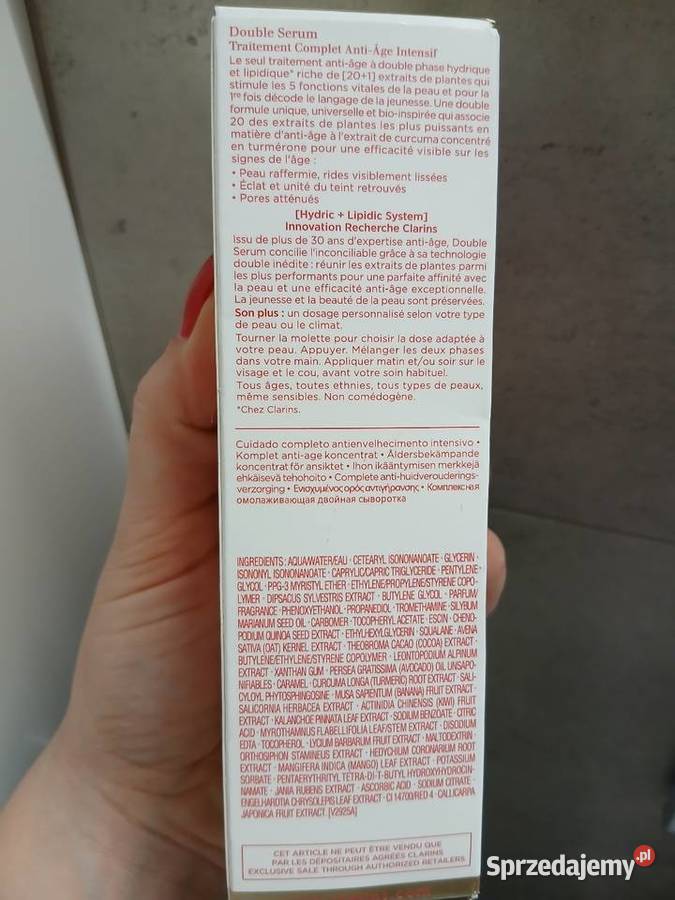 Double Serum
Traitement Complet Anti-Âge Intensif
Le seul traitement anti-âge à double phase hydrique
et lipidique* riche de [20+1] extraits de plantes qui
stimule les 5 fonctions vitales de la peau et pour la
1re fois décode le langage de la jeunesse. Une double
formule unique, universelle et bio-inspirée qui associe
20 des extraits de plantes les plus puissants en
matière d'anti-âge à l'extrait de curcuma concentré
en turmérone pour une efficacité visible sur les
signes de l'âge :
• Peau raffermie, rides visiblement lissées
• Éclat et unité du teint retrouvés
• Pores atténués
[Hydric + Lipidic System]
Innovation Recherche Clarins
Issu de plus de 30 ans d'expertise anti-âge, Double
Serum concilie l'inconciliable grâce à sa technologie
double inédite : réunir les extraits de plantes parmi
les plus performants pour une parfaite affinité avec
la peau et une efficacité anti-âge exceptionnelle.
La jeunesse et la beauté de la peau sont préservées.
Son plus : un dosage personnalisé selon votre type
de peau ou le climat.
Tourner la molette pour choisir la dose adaptée à
votre peau. Appuyer. Mélanger les deux phases
dans votre main. Appliquer matin et/ou soir sur le
visage et le cou, avant votre soin habituel.
Tous âges, toutes ethnies, tous types de peaux,
même sensibles. Non comédogène.
*Chez Clarins.
Cuidado completo antienvelhecimento intensivo •
Komplet anti-age koncentrat • Åldersbekämpande
koncentrat för ansiktet • Ihon ikääntymisen merkkejä
ehkäisevä tehohoito • Complete anti-huidverouderings-
verzorging • Ενισχυμένος ορός αντιγήρανσης • Комплексная
омолаживающая двойная сыворотка
INGREDIENTS: AQUA/WATER/EAU · CETEARYL ISONONANOATE · GLYCERIN ·
ISONONYL ISONONANOATE · CAPRYLIC/CAPRIC TRIGLYCERIDE · PENTYLENE
GLYCOL · PPG-3 MYRISTYL ETHER · ETHYLENE/PROPYLENE/STYRENE COPO-
LYMER · DIPSACUS SYLVESTRIS EXTRACT · BUTYLENE GLYCOL · PARFUM/
FRAGRANCE · PHENOXYETHANOL · PROPANEDIOL · TROMETHAMINE · SILYBUM
MARIANUM SEED OIL · CARBOMER · TOCOPHERYL ACETATE · ESCIN · CHENO-
PODIUM QUINOA SEED EXTRACT · ETHYLHEXYLGLYCERIN · SQUALANE · AVENA
SATIVA (OAT) KERNEL EXTRACT · THEOBROMA CACAO (COCOA) EXTRACT ·
BUTYLENE/ETHYLENE/STYRENE COPOLYMER · LEONTOPODIUM ALPINUM
EXTRACT · XANTHAN GUM · PERSEA GRATISSIMA (AVOCADO) OIL UNSAPO-
NIFIABLES · CARAMEL · CURCUMA LONGA (TURMERIC) ROOT EXTRACT · SALI-
CYLOYL PHYTOSPHINGOSINE · MUSA SAPIENTUM (BANANA) FRUIT EXTRACT ·
SALICORNIA HERBACEA EXTRACT · ACTINIDIA CHINENSIS (KIWI) FRUIT
EXTRACT · KALANCHOE PINNATA LEAF EXTRACT · SODIUM BENZOATE · CITRIC
ACID · MYROTHAMNUS FLABELLIFOLIA LEAF/STEM EXTRACT · DISODIUM
EDTA · TOCOPHEROL · LYCIUM BARBARUM FRUIT EXTRACT · MALTODEXTRIN ·
ORTHOSIPHON STAMINEUS EXTRACT · HEDYCHIUM CORONARIUM ROOT
EXTRACT · MANGIFERA INDICA (MANGO) LEAF EXTRACT · POTASSIUM
SORBATE · PENTAERYTHRITYL TETRA-DI-T-BUTYL HYDROXYHYDROCIN-
NAMATE · JANIA RUBENS EXTRACT · ASCORBIC ACID · SODIUM CITRATE ·
ENGELHARDTIA CHRYSOLEPIS LEAF EXTRACT · CI 14700/RED 4 · CALLICARPA
JAPONICA FRUIT EXTRACT. [V2925A]
CET ARTICLE NE PEUT ÊTRE VENDU QUE
PAR LES DÉPOSITAIRES AGRÉÉS CLARINS
EXCLUSIVE SALE THROUGH AUTHORIZED RETAILERS
Sprzedajemy.pl